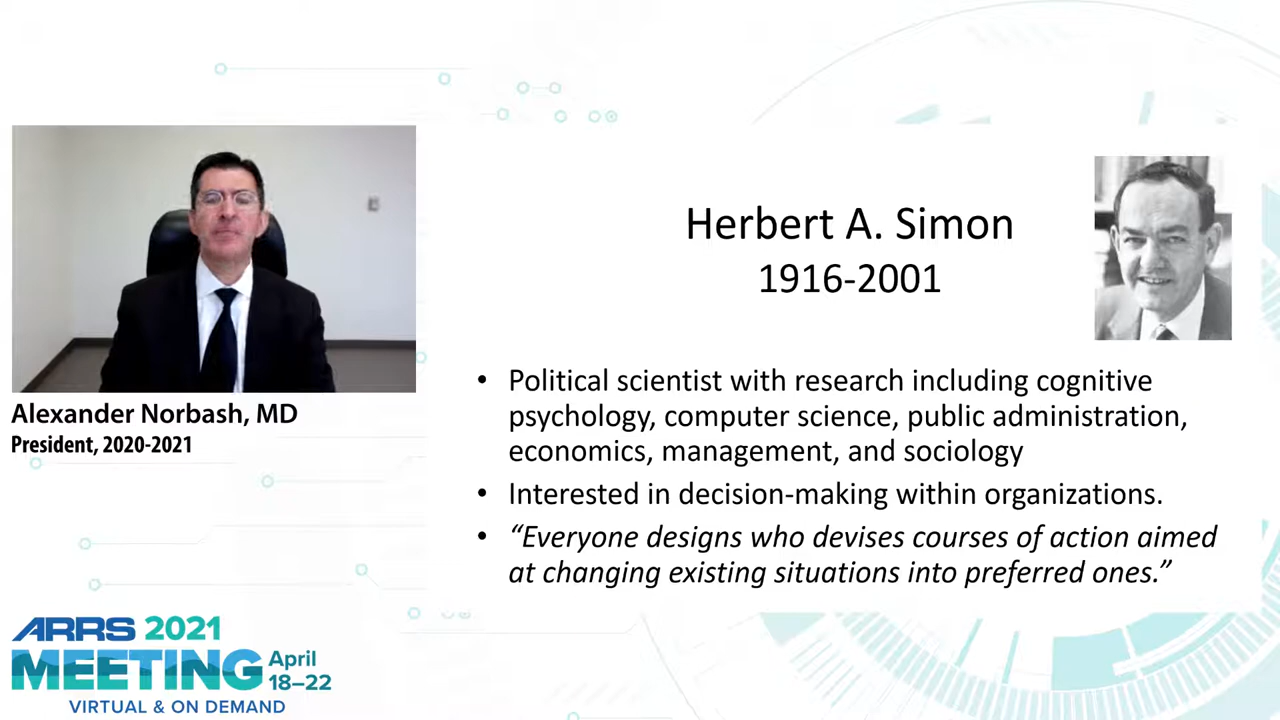 Alexander Norbash, MD
President, 2020-2021
ARRS 2021
MEETING April
18–22
VIRTUAL & ON DEMAND
Herbert A. Simon
1916-2001
• Political scientist with research including cognitive
psychology, computer science, public administration,
economics, management, and sociology
• Interested in decision-making within organizations.
• “Everyone designs who devises courses of action aimed
at changing existing situations into preferred ones.”